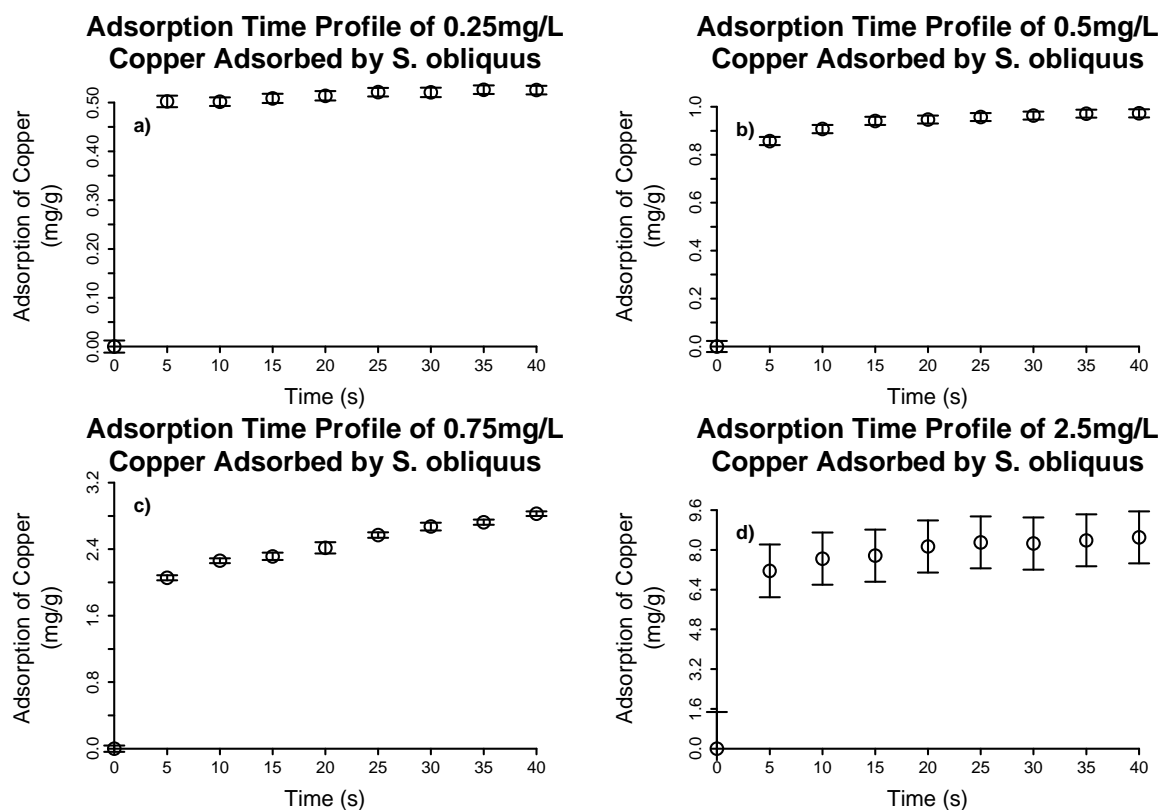 Adsorption Time Profile of 0.25mg/L
Copper Adsorbed by S. obliquus
a)
Adsorption of Copper
(mg/g)
0.00
0.10
0.20
0.30
0.40
0.50
0
5
10
15
20
25
30
35
40
Time (s)
Adsorption Time Profile of 0.5mg/L
Copper Adsorbed by S. obliquus
b)
Adsorption of Copper
(mg/g)
0.0
0.2
0.4
0.6
0.8
1.0
0
5
10
15
20
25
30
35
40
Time (s)
Adsorption Time Profile of 0.75mg/L
Copper Adsorbed by S. obliquus
c)
Adsorption of Copper
(mg/g)
0.0
0.8
1.6
2.4
3.2
0
5
10
15
20
25
30
35
40
Time (s)
Adsorption Time Profile of 2.5mg/L
Copper Adsorbed by S. obliquus
d)
Adsorption of Copper
(mg/g)
0.0
1.6
3.2
4.8
6.4
8.0
9.6
0
5
10
15
20
25
30
35
40
Time (s)